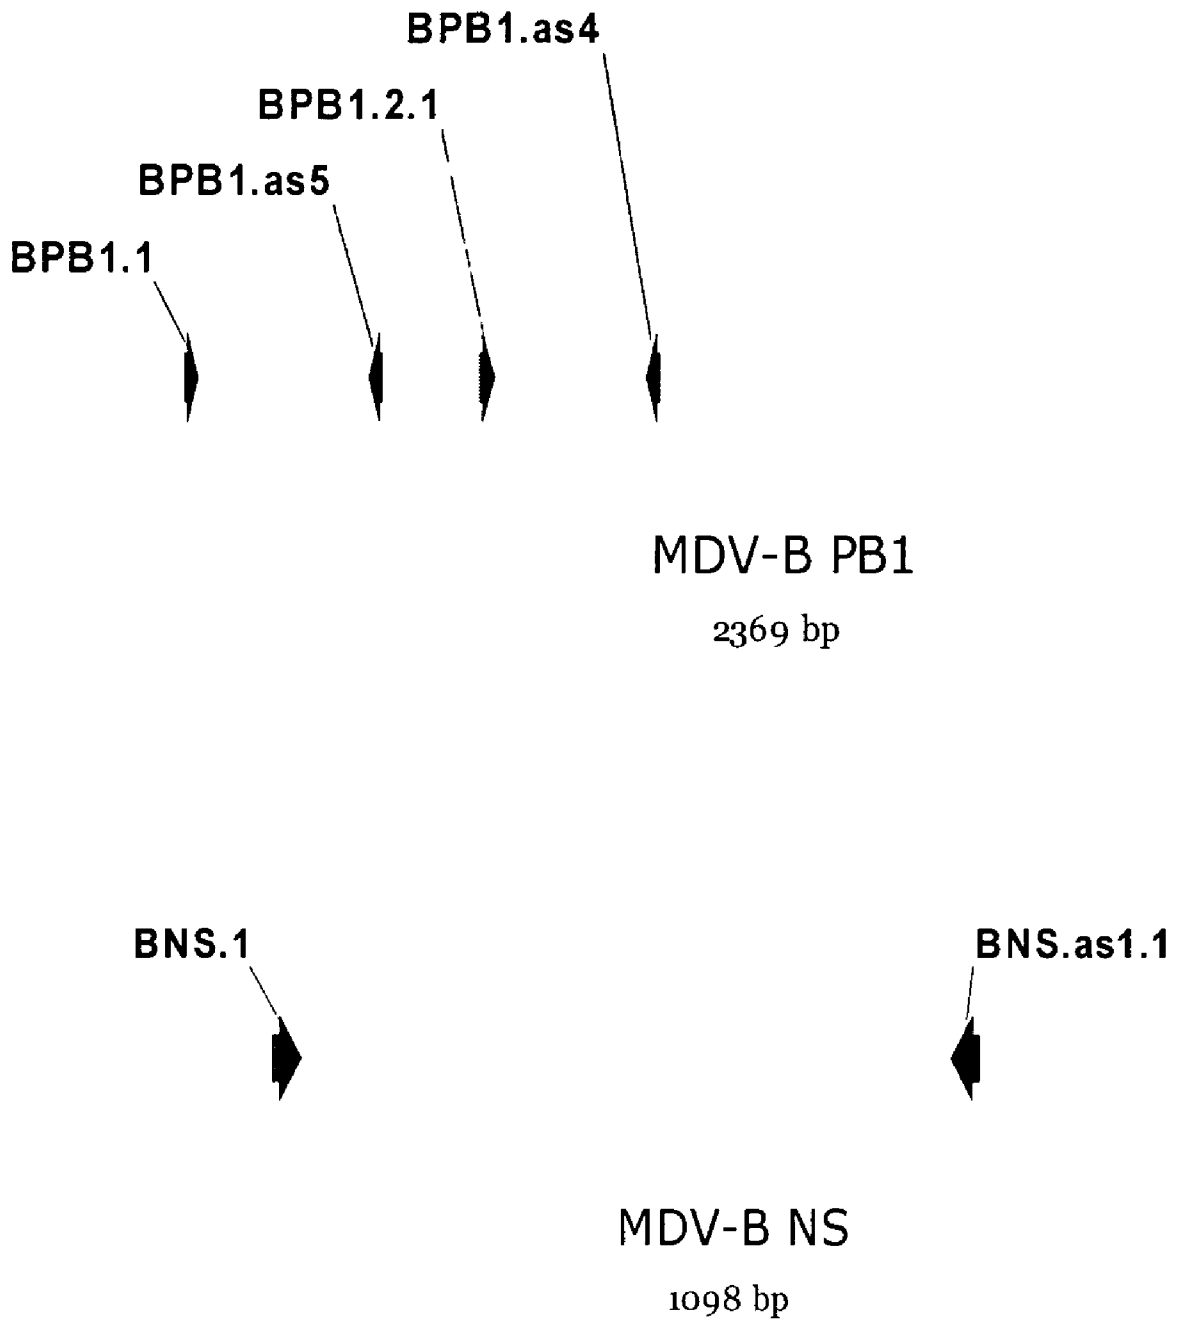 BPB1.as4
BPB1.2.1
BPB1.as5
BPB1.1
MDV-B PB1
2369 bp
BNS.1
BNS.as1.1
MDV-B NS
1098 bp